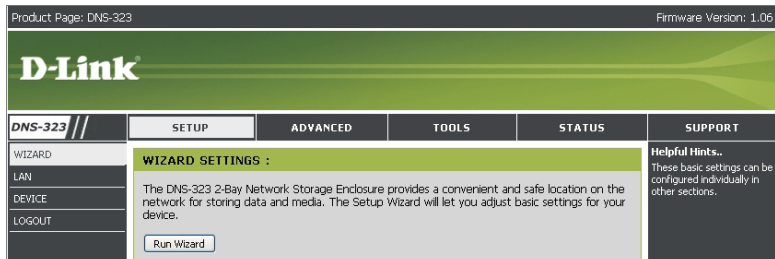 Product Page: DNS-323
Firmware Version: 1.06
D-Link
DNS-323
SETUP
ADVANCED
TOOLS
STATUS
SUPPORT
WIZARD
LAN
DEVICE
LOGOUT
WIZARD SETTINGS :
The DNS-323 2-Bay Network Storage Enclosure provides a convenient and safe location on the
network for storing data and media. The Setup Wizard will let you adjust basic settings for your
device.
Run Wizard
Helpful Hints..
These basic settings can be
configured individually in
other sections.